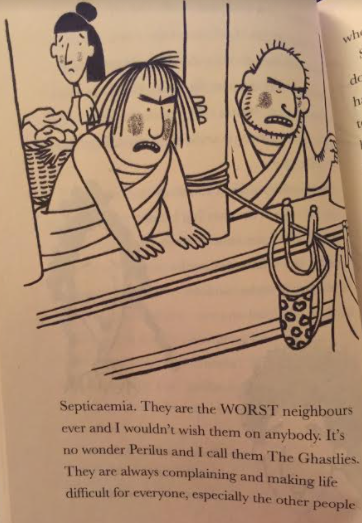 Septicaemia. They are the WORST neighbours
ever and I wouldn't wish them on anybody. It's
no wonder Perilus and I call them The Ghastlies.
They are always complaining and making life
difficult for everyone, especially the other people